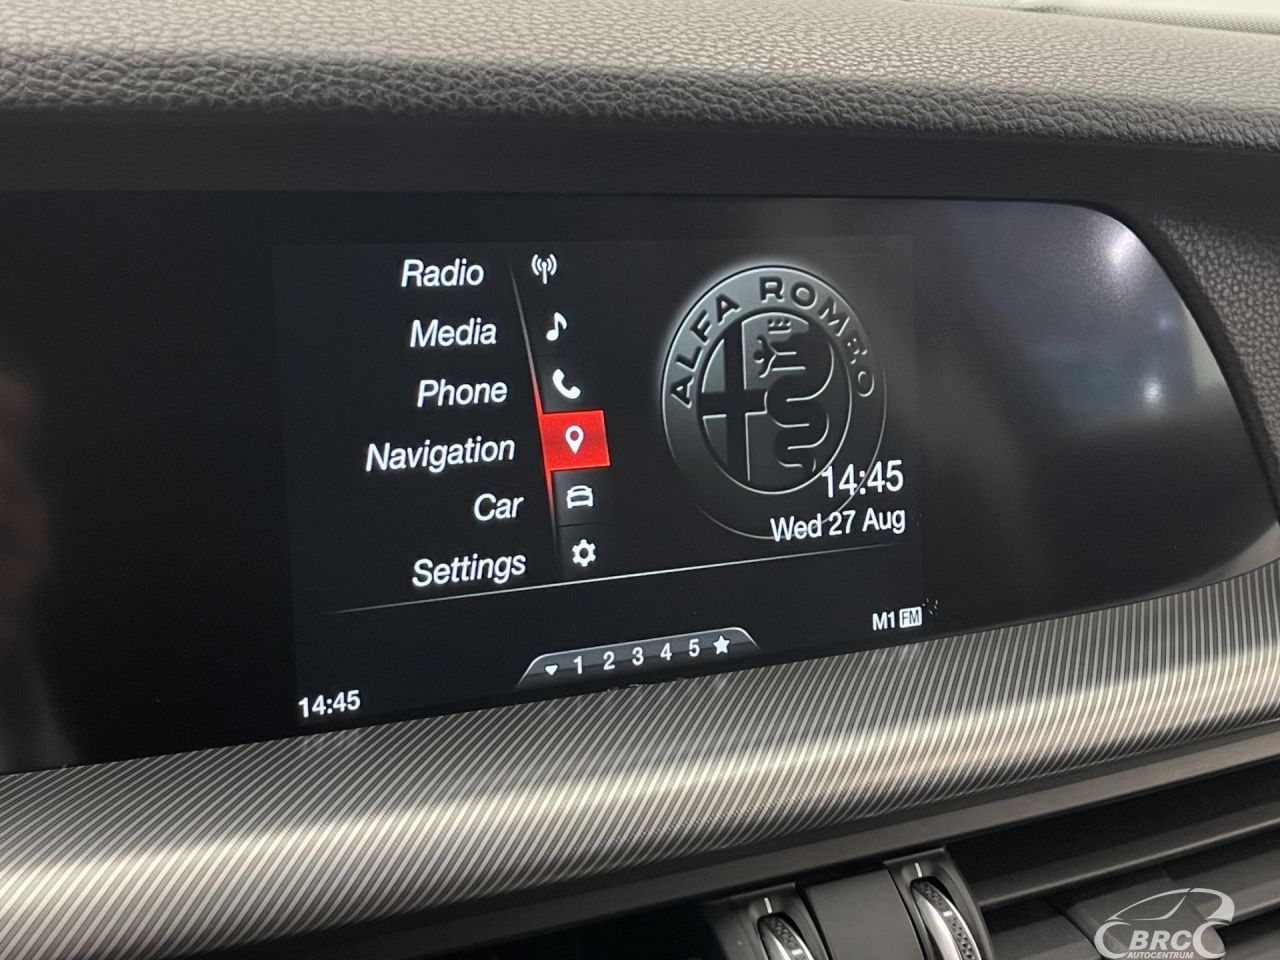 Radio
Media
Phone
Navigation
Car
Settings
ALFA ROMEO
14:45
Wed 27 Aug
M1 FM
1 2 3 4 5
14:45
BRC
AUTOCENTRUM